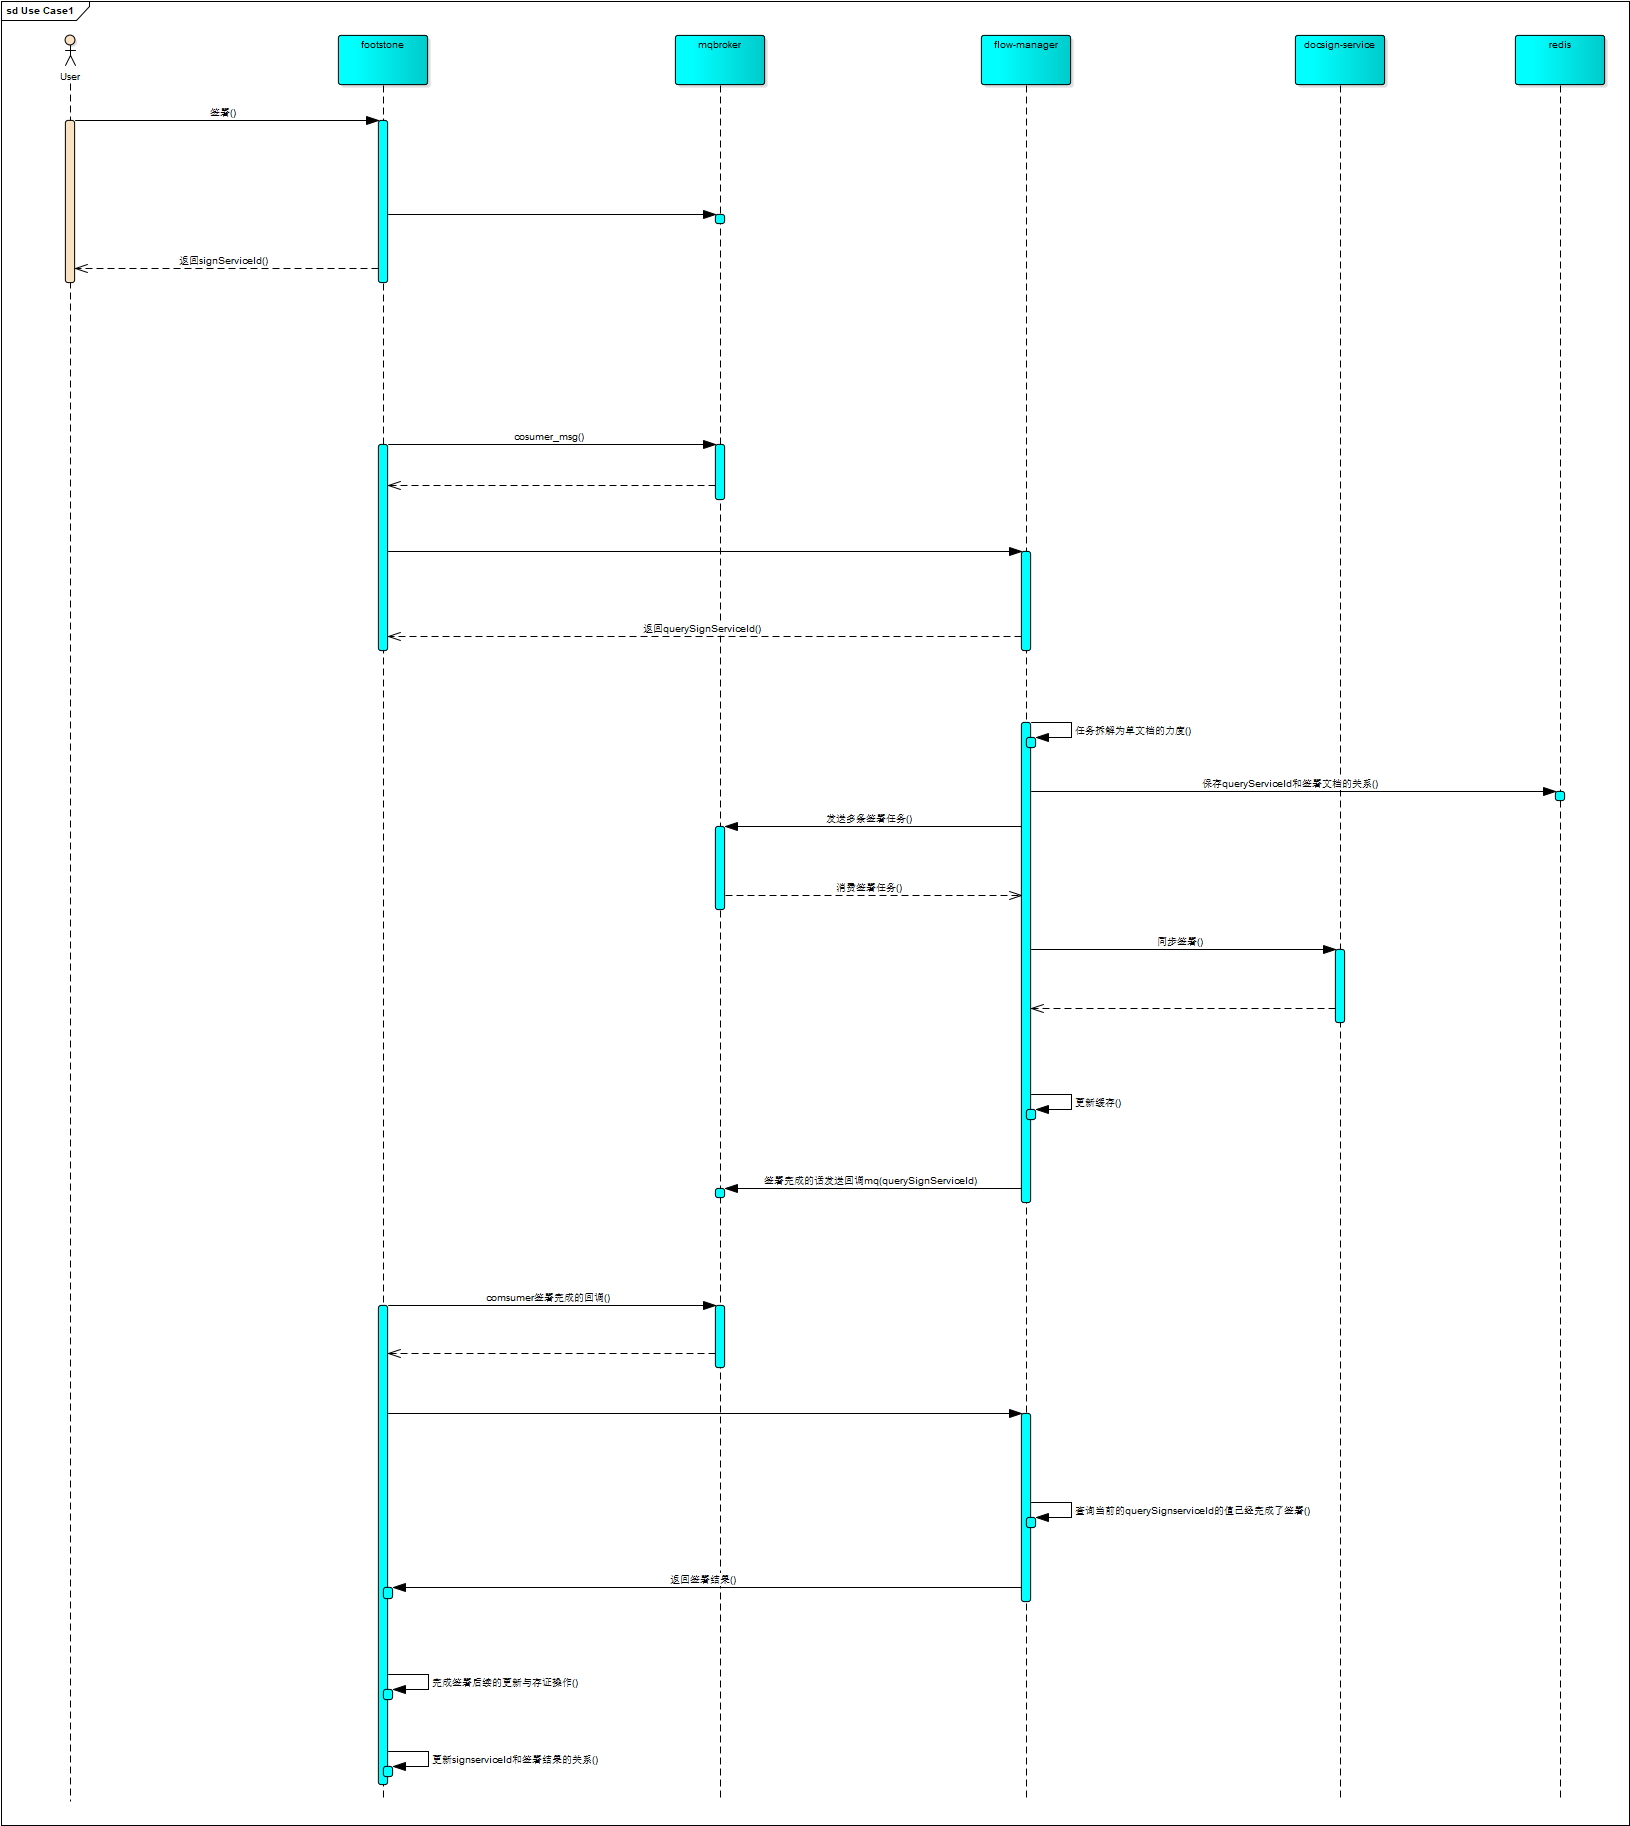 sd Use Case1
User
footstone
mqbroker
flow-manager
docsign-service
redis
签署()
返回signServiceId()
cosumer_msg()
返回querySignServiceId()
任务拆解为单文档的力度()
保存queryServiceId和签署文档的关系()
发送多条签署任务()
消费签署任务()
同步签署()
更新缓存()
签署完成的话发送回调mq(querySignServiceId)
comsumer签署完成的回调()
查询当前的querySignserviceId的值已经完成了签署()
返回签署结果()
完成签署后续的更新与存证操作()
更新signserviceId和签署结果的关系()